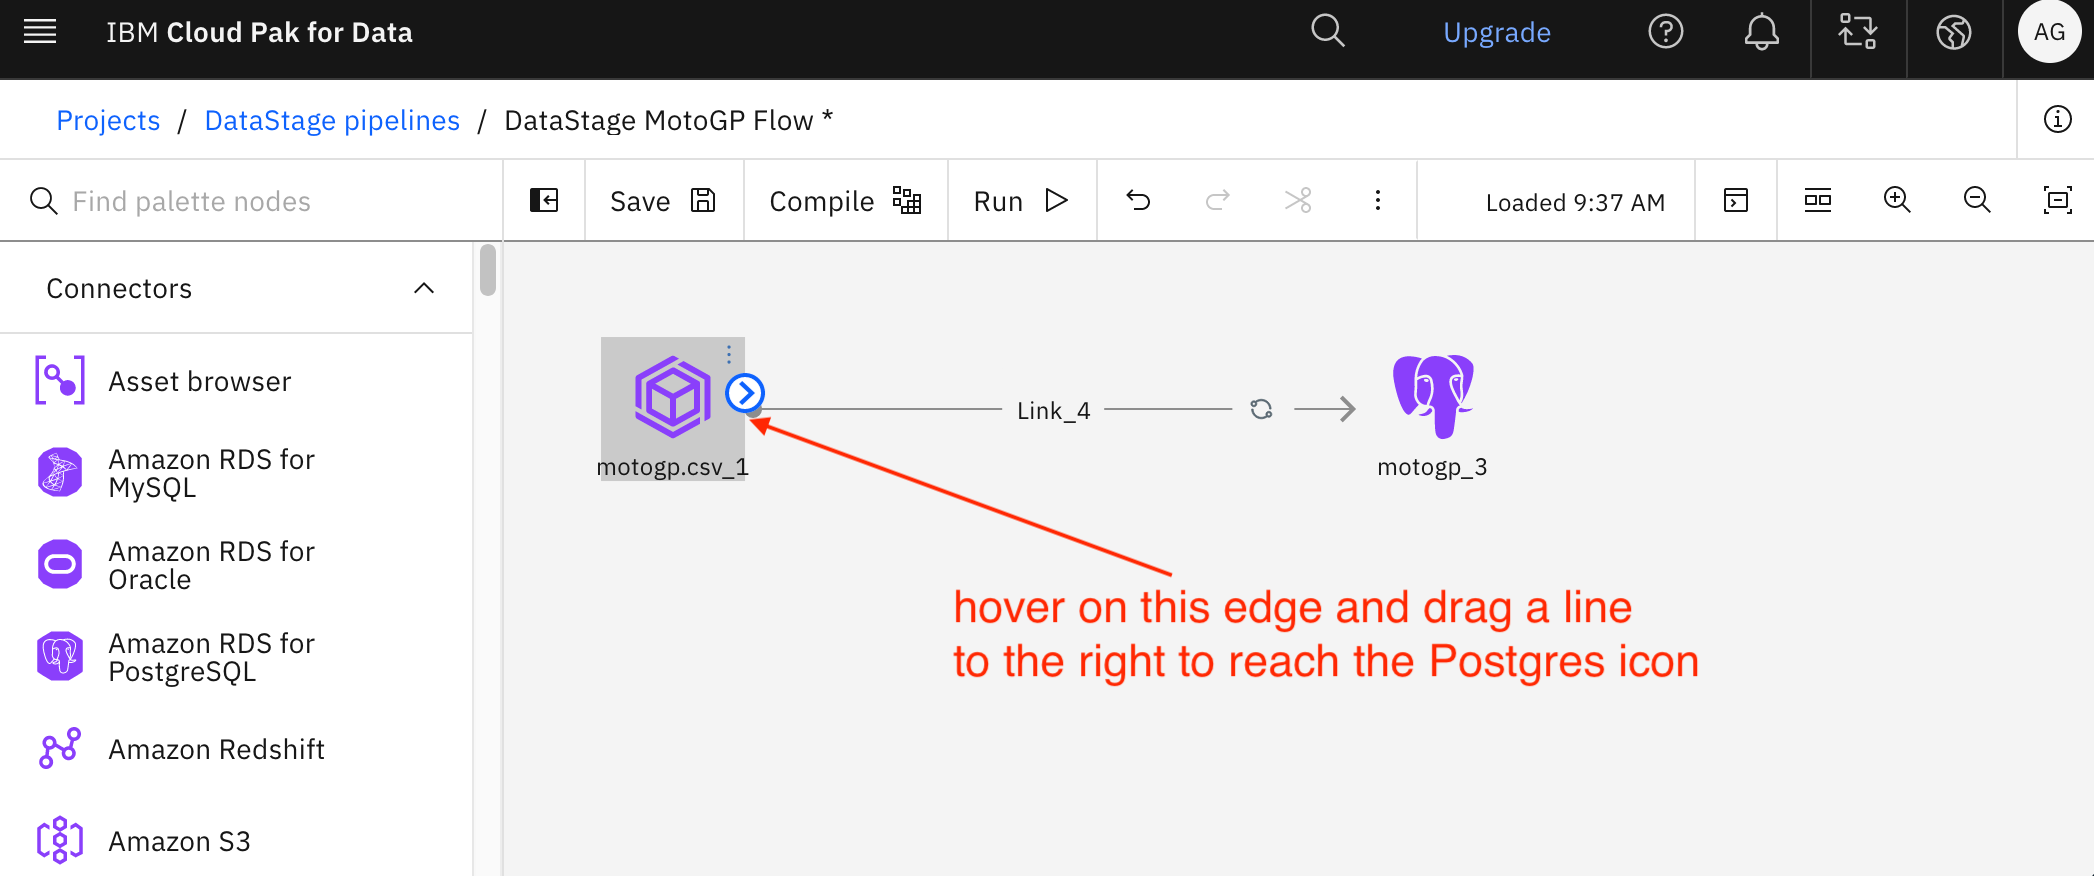 IBM Cloud Pak for Data
Upgrade
AG
Projects / DataStage pipelines / DataStage MotoGP Flow *
Find palette nodes
Save
Compile
Run
Loaded 9:37 AM
Connectors
Asset browser
Amazon RDS for
MySQL
Amazon RDS for
Oracle
Amazon RDS for
PostgreSQL
Amazon Redshift
Amazon S3
Link_4
motogp.csv_1
motogp_3
hover on this edge and drag a line
to the right to reach the Postgres icon